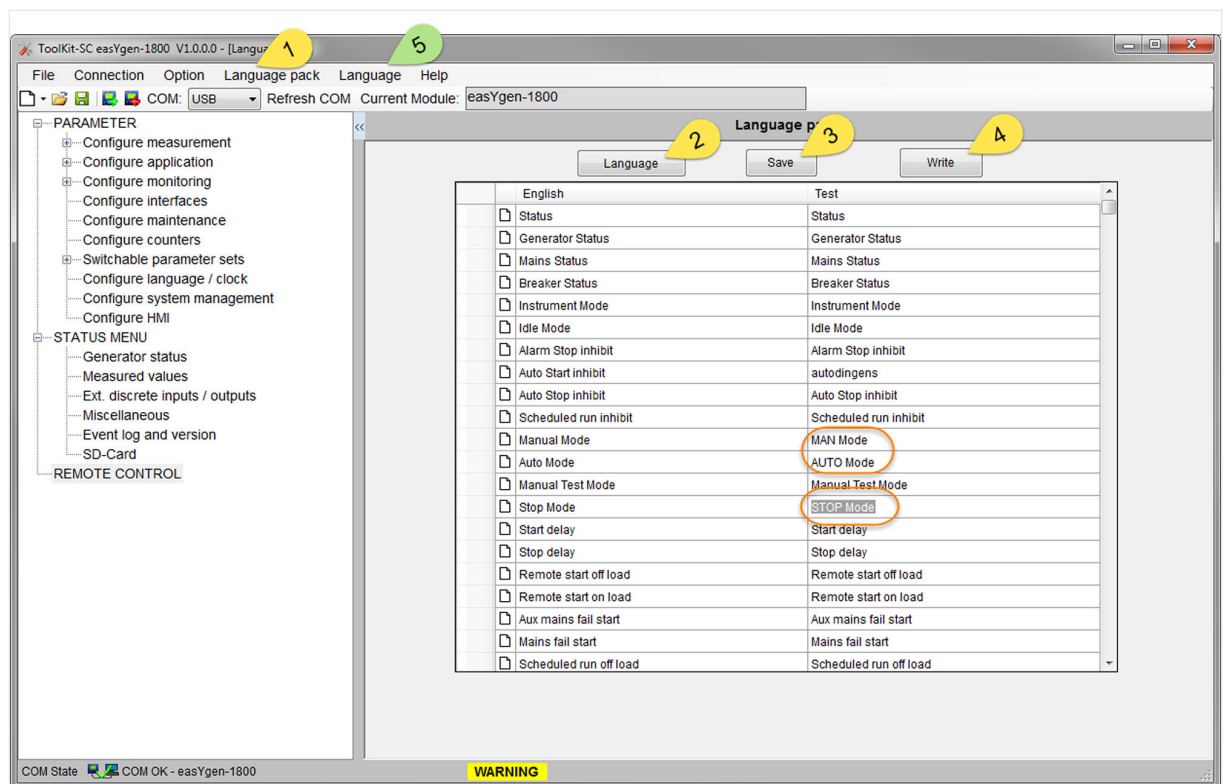 ToolKit-SC easYgen-1800 V1.0.0.0 - [Langua
1
5
File Connection Option Language pack Language Help
COM: USB Refresh COM Current Module: easYgen-1800
PARAMETER
Configure measurement
Configure application
Configure monitoring
Configure interfaces
Configure maintenance
Configure counters
Switchable parameter sets
Configure language / clock
Configure system management
Configure HMI
STATUS MENU
Generator status
Measured values
Ext. discrete inputs / outputs
Miscellaneous
Event log and version
SD-Card
REMOTE CONTROL
<<
Language p
2
3
4
Language Save Write
English Test
Status Status
Generator Status Generator Status
Mains Status Mains Status
Breaker Status Breaker Status
Instrument Mode Instrument Mode
Idle Mode Idle Mode
Alarm Stop inhibit Alarm Stop inhibit
Auto Start inhibit autodingens
Auto Stop inhibit Auto Stop inhibit
Scheduled run inhibit Scheduled run inhibit
Manual Mode MAN Mode
Auto Mode AUTO Mode
Manual Test Mode Manual Test Mode
Stop Mode STOP Mode
Start delay Start delay
Stop delay Stop delay
Remote start off load Remote start off load
Remote start on load Remote start on load
Aux mains fail start Aux mains fail start
Mains fail start Mains fail start
Scheduled run off load Scheduled run off load
COM State COM OK - easYgen-1800 WARNING